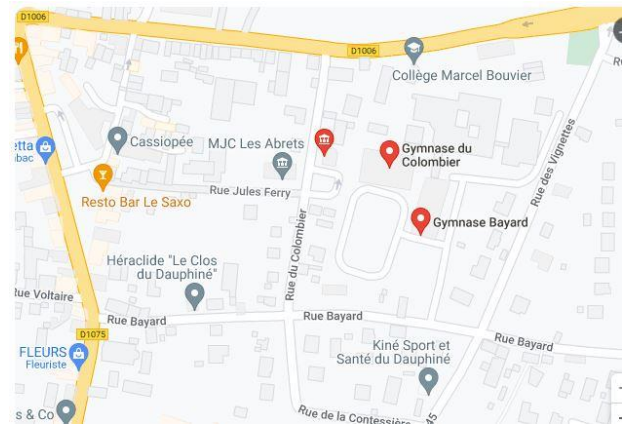 D1006
D1006
Collège Marcel Bouvier
Cassiopée
MJC Les Abrets
Gymnase du
Colombier
Rue des Vignettes
Resto Bar Le Saxo
Rue Jules Ferry
Gymnase Bayard
Rue du Colombier
Héraclide "Le Clos
du Dauphiné"
Rue Voltaire
Rue Bayard
Rue Bayard
Rue Bayard
D1075
FLEURS
Fleuriste
Kiné Sport et
Santé du Dauphiné
Rue de la Contessière
45
s & Co